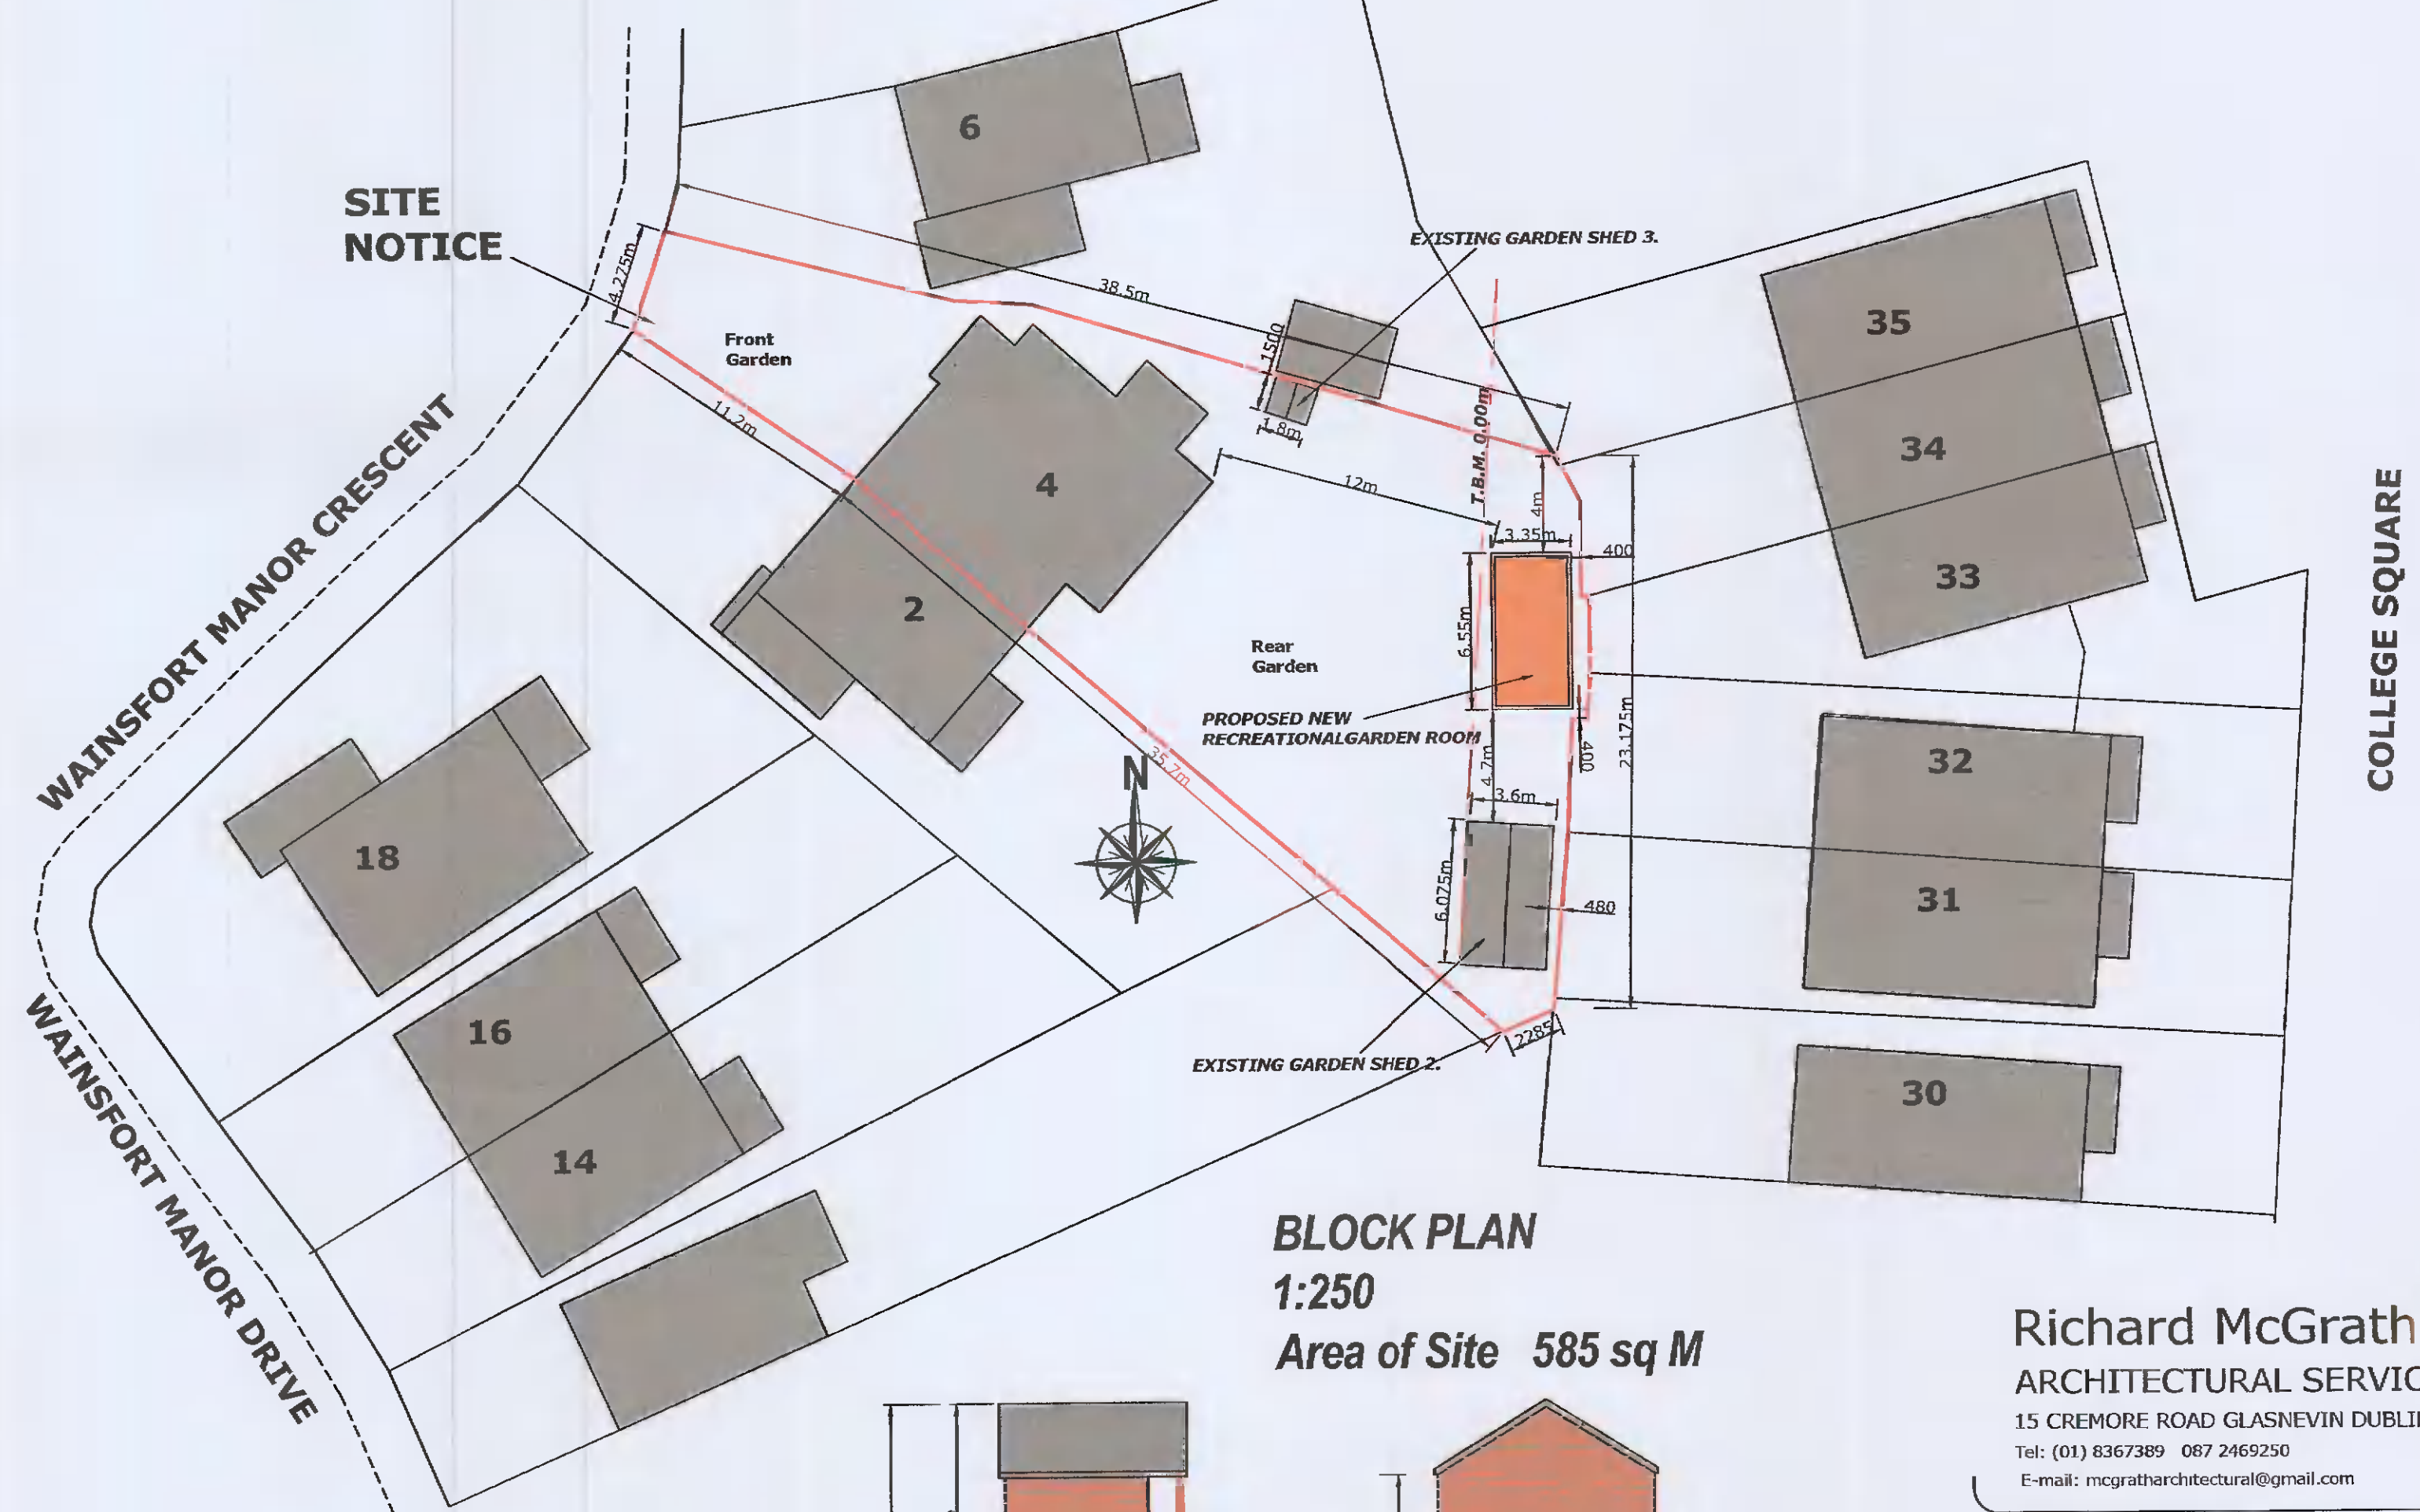 6
SITE
NOTICE
4.275m
38.5m
EXISTING GARDEN SHED 3.
35
34
33
Front
Garden
1500
1.8m
T.B.M. 0.00m
11.2m
4
2
12m
4m
3.35m
400
6.55m
Rear
Garden
PROPOSED NEW
RECREATIONALGARDEN ROOM
23.175m
4.7m
400
3.6m
35.7m
N
6.075m
480
32
31
30
COLLEGE SQUARE
WAINSFORT MANOR CRESCENT
18
16
14
WAINSFORT MANOR DRIVE
EXISTING GARDEN SHED 2.
2285
BLOCK PLAN
1:250
Area of Site 585 sq M
Richard McGrath
ARCHITECTURAL SERVIC
15 CREMORE ROAD GLASNEVIN DUBLI
Tel: (01) 8367389 087 2469250
E-mail: mcgratharchitectural@gmail.com